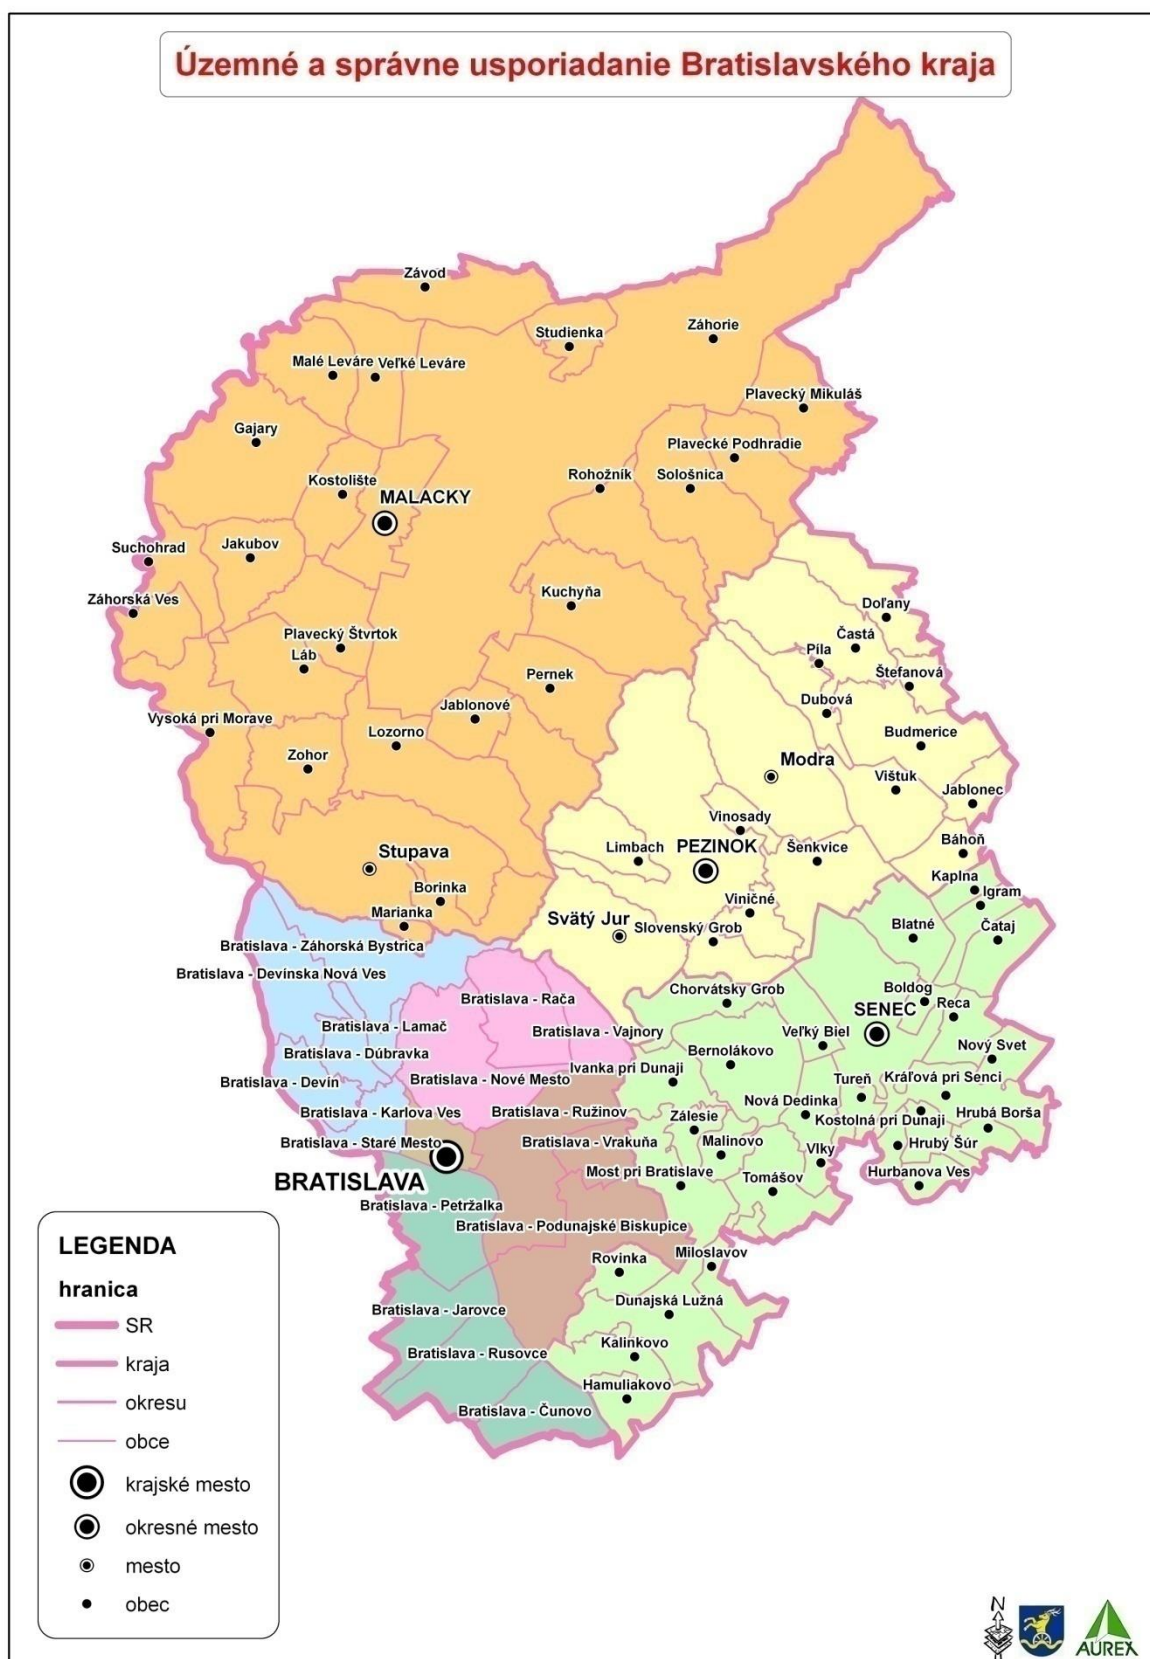 Územné a správne usporiadanie Bratislavského kraja
Závod
Studienka
Záhorie
Malé Leváre
Veľké Leváre
Plavecký Mikuláš
Gajary
Plavecké Podhradie
Kostolište
Rohožník
Sološnica
MALACKY
Suchohrad
Jakubov
Záhorská Ves
Kuchyňa
Doľany
Plavecký Štvrtok
Častá
Láb
Píla
Pernek
Štefanová
Jablonové
Dubová
Vysoká pri Morave
Lozorno
Budmerice
Zohor
Modra
Vištuk
Jablonec
Vinosady
Stupava
Limbach
PEZINOK
Šenkvice
Báhoň
Kaplna
Borinka
Igram
Marianka
Svätý Jur
Viničné
Slovenský Grob
Blatné
Čataj
Bratislava - Záhorská Bystrica
Bratislava - Devínska Nová Ves
Chorvátsky Grob
Boldog
Bratislava - Rača
SENEC
Reca
Bratislava - Lamač
Bratislava - Vajnory
Veľký Biel
Bratislava - Dúbravka
Bernolákovo
Nový Svet
Ivanka pri Dunaji
Bratislava - Devín
Bratislava - Nové Mesto
Tureň
Kráľová pri Senci
Bratislava - Karlova Ves
Bratislava - Ružinov
Zálesie
Nová Dedinka
Kostolná pri Dunaji
Hrubá Borša
Bratislava - Staré Mesto
Bratislava - Vrakuňa
Malinovo
Vlky
Hrubý Šúr
BRATISLAVA
Most pri Bratislave
Tomášov
Hurbanova Ves
Bratislava - Petržalka
Bratislava - Podunajské Biskupice
Rovinka
Miloslavov
Bratislava - Jarovce
Dunajská Lužná
Bratislava - Rusovce
Kalinkovo
Hamuliakovo
Bratislava - Čunovo
LEGENDA
hranica
SR
kraja
okresu
obce
krajské mesto
okresné mesto
mesto
obec
N
AUREX